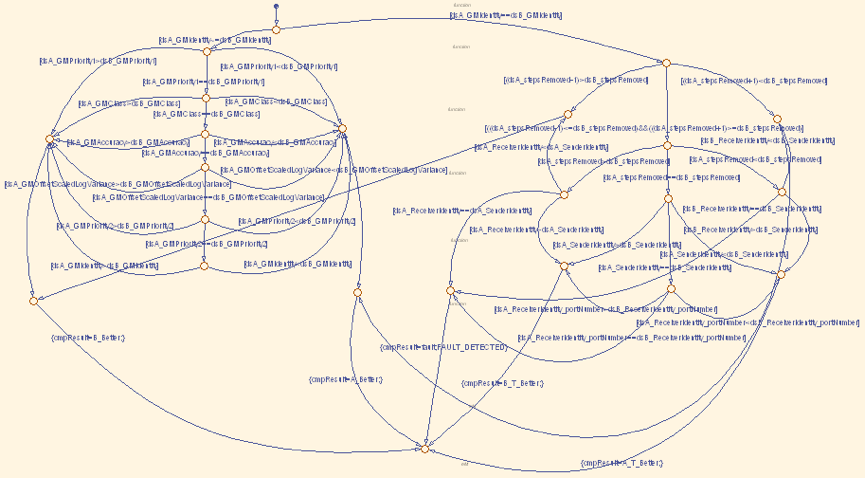 [dsA_GMIdentity==dsB_GMIdentity]
[dsA_GMIdentity~=dsB_GMIdentity]
[dsA_GMPriority1>dsB_GMPriority1]
[dsA_GMPriority1<dsB_GMPriority1]
[dsA_GMPriority1==dsB_GMPriority1]
[(dsA_stepsRemoved+1)>dsB_stepsRemoved]
[(dsA_stepsRemoved+1)<dsB_stepsRemoved]
[dsA_GMClass>dsB_GMClass]
[dsA_GMClass<dsB_GMClass]
[dsA_GMClass==dsB_GMClass]
[((dsA_stepsRemoved-1)<=dsB_stepsRemoved)&&((dsA_stepsRemoved+1)>=dsB_stepsRemoved)]
[dsA_GMAccuracy>dsB_GMAccuracy]
[dsA_GMAccuracy<dsB_GMAccuracy]
[dsA_GMAccuracy==dsB_GMAccuracy]
[dsA_ReceiverIdentity<dsA_SenderIdentity]
[dsB_ReceiverIdentity<dsB_SenderIdentity]
[dsA_stepsRemoved>dsB_stepsRemoved]
[dsA_stepsRemoved<dsB_stepsRemoved]
[dsA_GMOffsetScaledLogVariance<dsB_GMOffsetScaledLogVariance]
[dsA_stepsRemoved==dsB_stepsRemoved]
[dsA_GMOffsetScaledLogVariance>dsB_GMOffsetScaledLogVariance]
[dsA_GMOffsetScaledLogVariance==dsB_GMOffsetScaledLogVariance]
[dsA_ReceiverIdentity==dsA_SenderIdentity]
[dsB_ReceiverIdentity==dsB_SenderIdentity]
[dsA_GMPriority2>dsB_GMPriority2]
[dsA_GMPriority2<dsB_GMPriority2]
[dsA_ReceiverIdentity>dsA_SenderIdentity]
[dsB_ReceiverIdentity>dsB_SenderIdentity]
[dsA_GMPriority2==dsB_GMPriority2]
[dsA_SenderIdentity>dsB_SenderIdentity]
[dsA_SenderIdentity<dsB_SenderIdentity]
[dsA_GMIdentity>dsB_GMIdentity]
[dsA_GMIdentity<dsB_GMIdentity]
[dsA_SenderIdentity==dsB_SenderIdentity]
[dsA_ReceiverIdentity_portNumber>dsB_ReceiverIdentity_portNumber]
[dsA_ReceiverIdentity_portNumber<dsB_ReceiverIdentity_portNumber]
[dsA_ReceiverIdentity_portNumber==dsB_ReceiverIdentity_portNumber]
{cmpResult=B_Better;}
{cmpResult=fault.FAULT_DETECTED;}
{cmpResult=A_Better;}
{cmpResult=B_T_Better;}
{cmpResult=A_T_Better;}